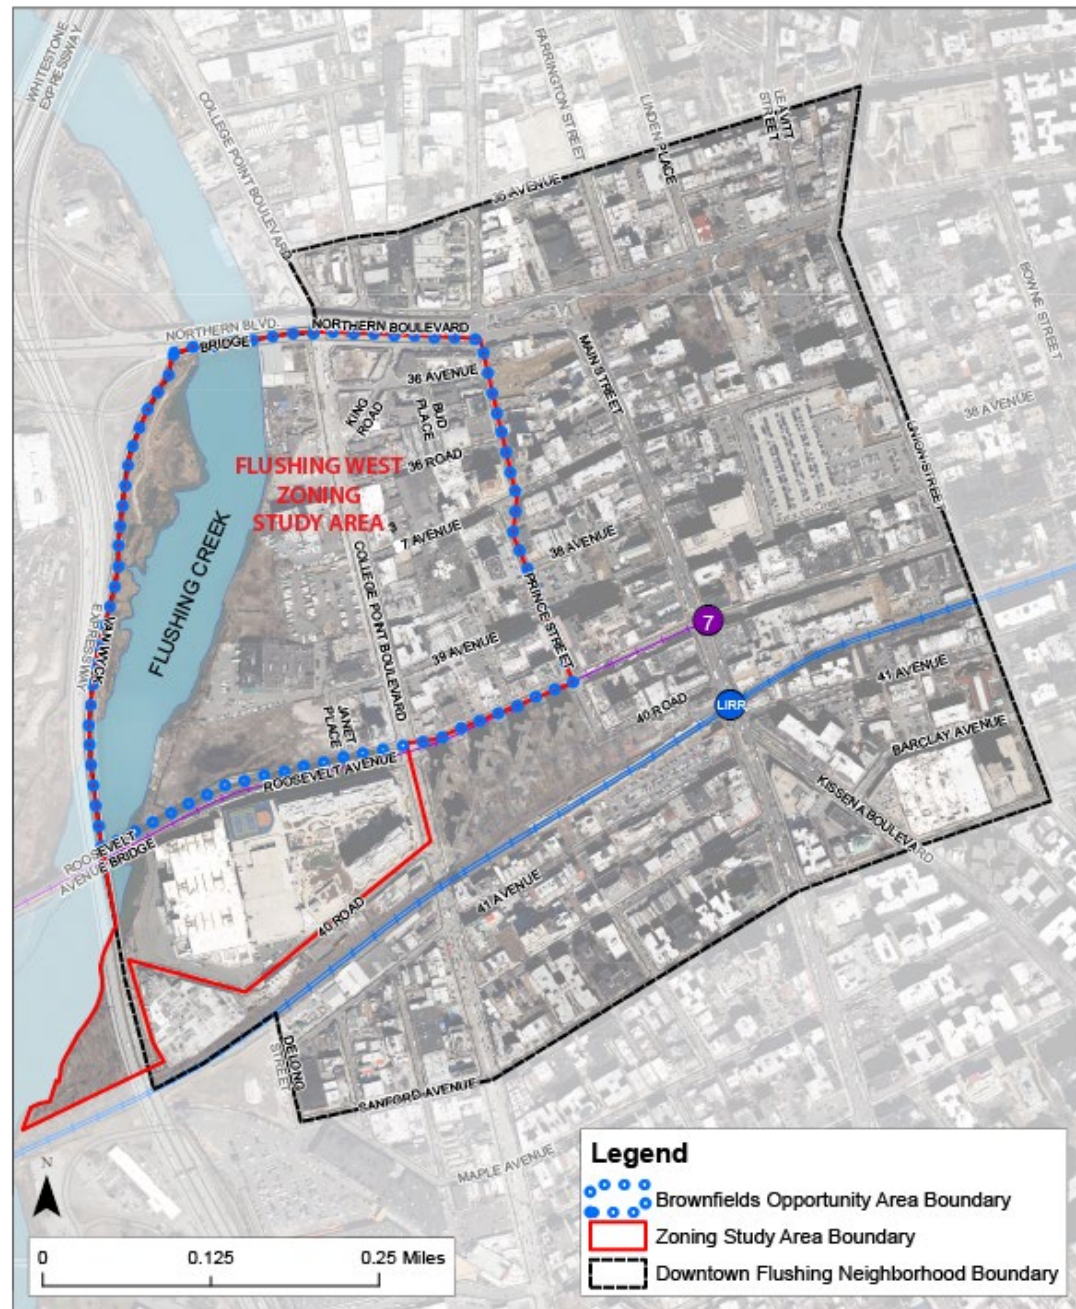 WHITESTONE
EXPRESSWAY
COLLEGE POINT BOULEVARD
FARRINGTON
STREET
LINDEN PLACE
LEAVITT
STREET
35 AVENUE
BOWNE STREET
NORTHERN BLVD.
BRIDGE
NORTHERN BOULEVARD
MAIN STREET
36 AVENUE
KING
ROAD
BUD
PLACE
36 ROAD
38 AVENUE
UNION STREET
FLUSHING WEST
ZONING
STUDY AREA
FLUSHING CREEK
7 AVENUE
38 AVENUE
COLLEGE POINT BOULEVARD
PRINCE STREET
7
VAN WYCK
EXPRESSWAY
39 AVENUE
JANET
PLACE
40 ROAD
LIRR
41 AVENUE
BARCLAY AVENUE
ROOSEVELT AVENUE
KISSENA BOULEVARD
ROOSEVELT
AVENUE BRIDGE
41 AVENUE
40 ROAD
DELONG
STREET
SANFORD AVENUE
MAPLE AVENUE
N
0
0.125
0.25 Miles
Legend
Brownfields Opportunity Area Boundary
Zoning Study Area Boundary
Downtown Flushing Neighborhood Boundary